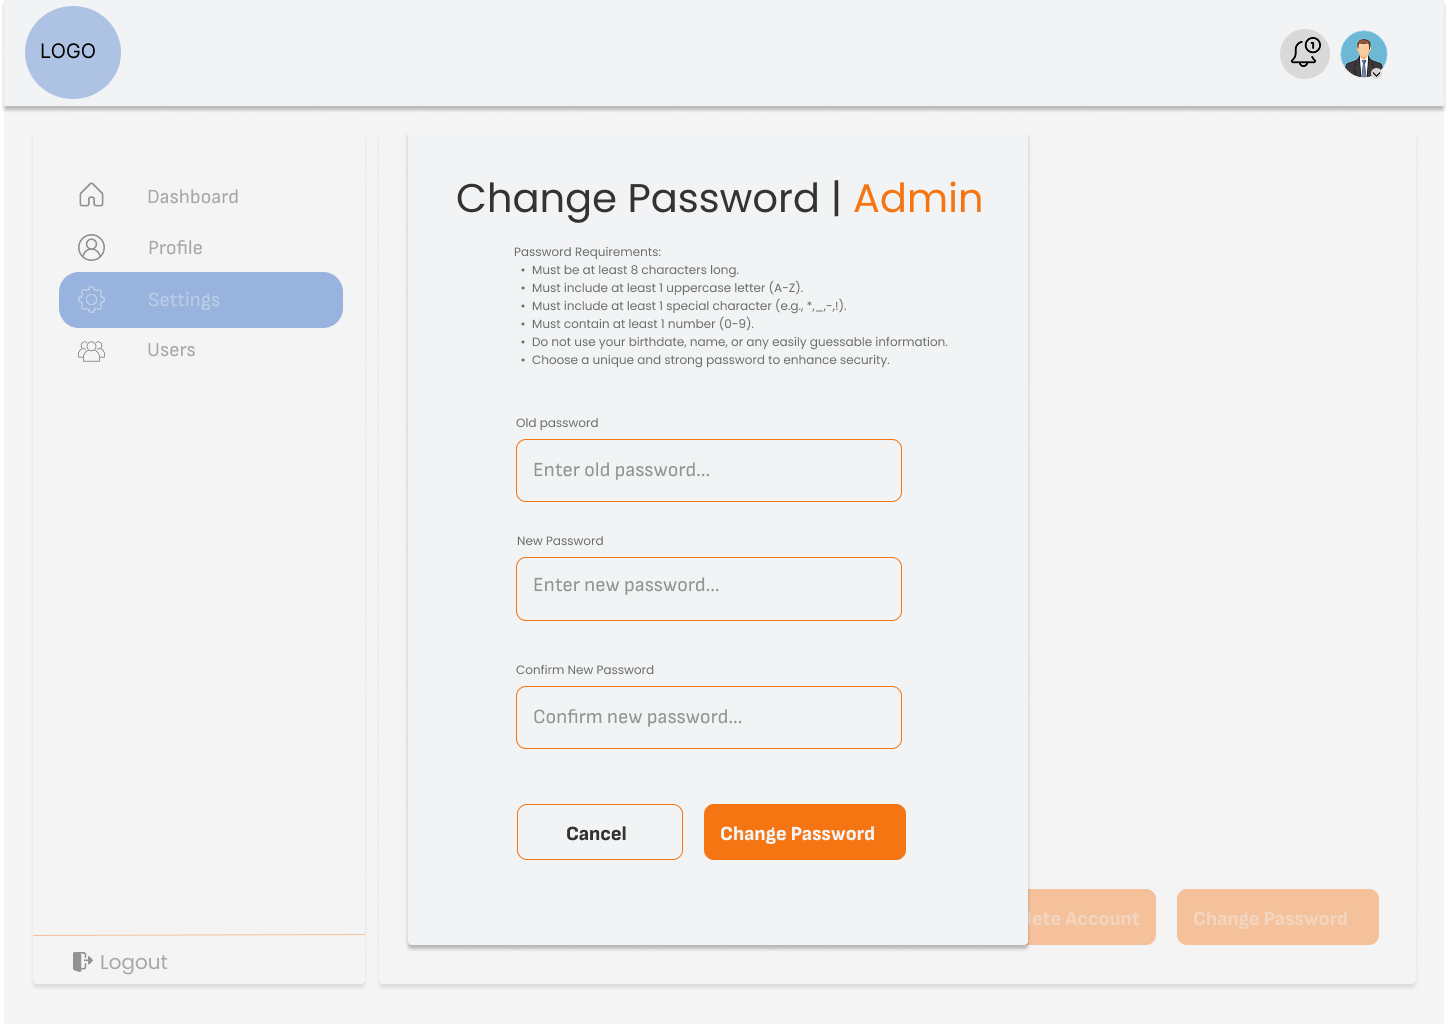 LOGO
1
Dashboard
Profile
Settings
Users
Logout
Change Password | Admin
Password Requirements:
• Must be at least 8 characters long.
• Must include at least 1 uppercase letter (A-Z).
• Must include at least 1 special character (e.g., *,_,-,!).
• Must contain at least 1 number (0-9).
• Do not use your birthdate, name, or any easily guessable information.
• Choose a unique and strong password to enhance security.
Old password
Enter old password...
New Password
Enter new password...
Confirm New Password
Confirm new password...
Cancel
Change Password
lete Account
Change Password